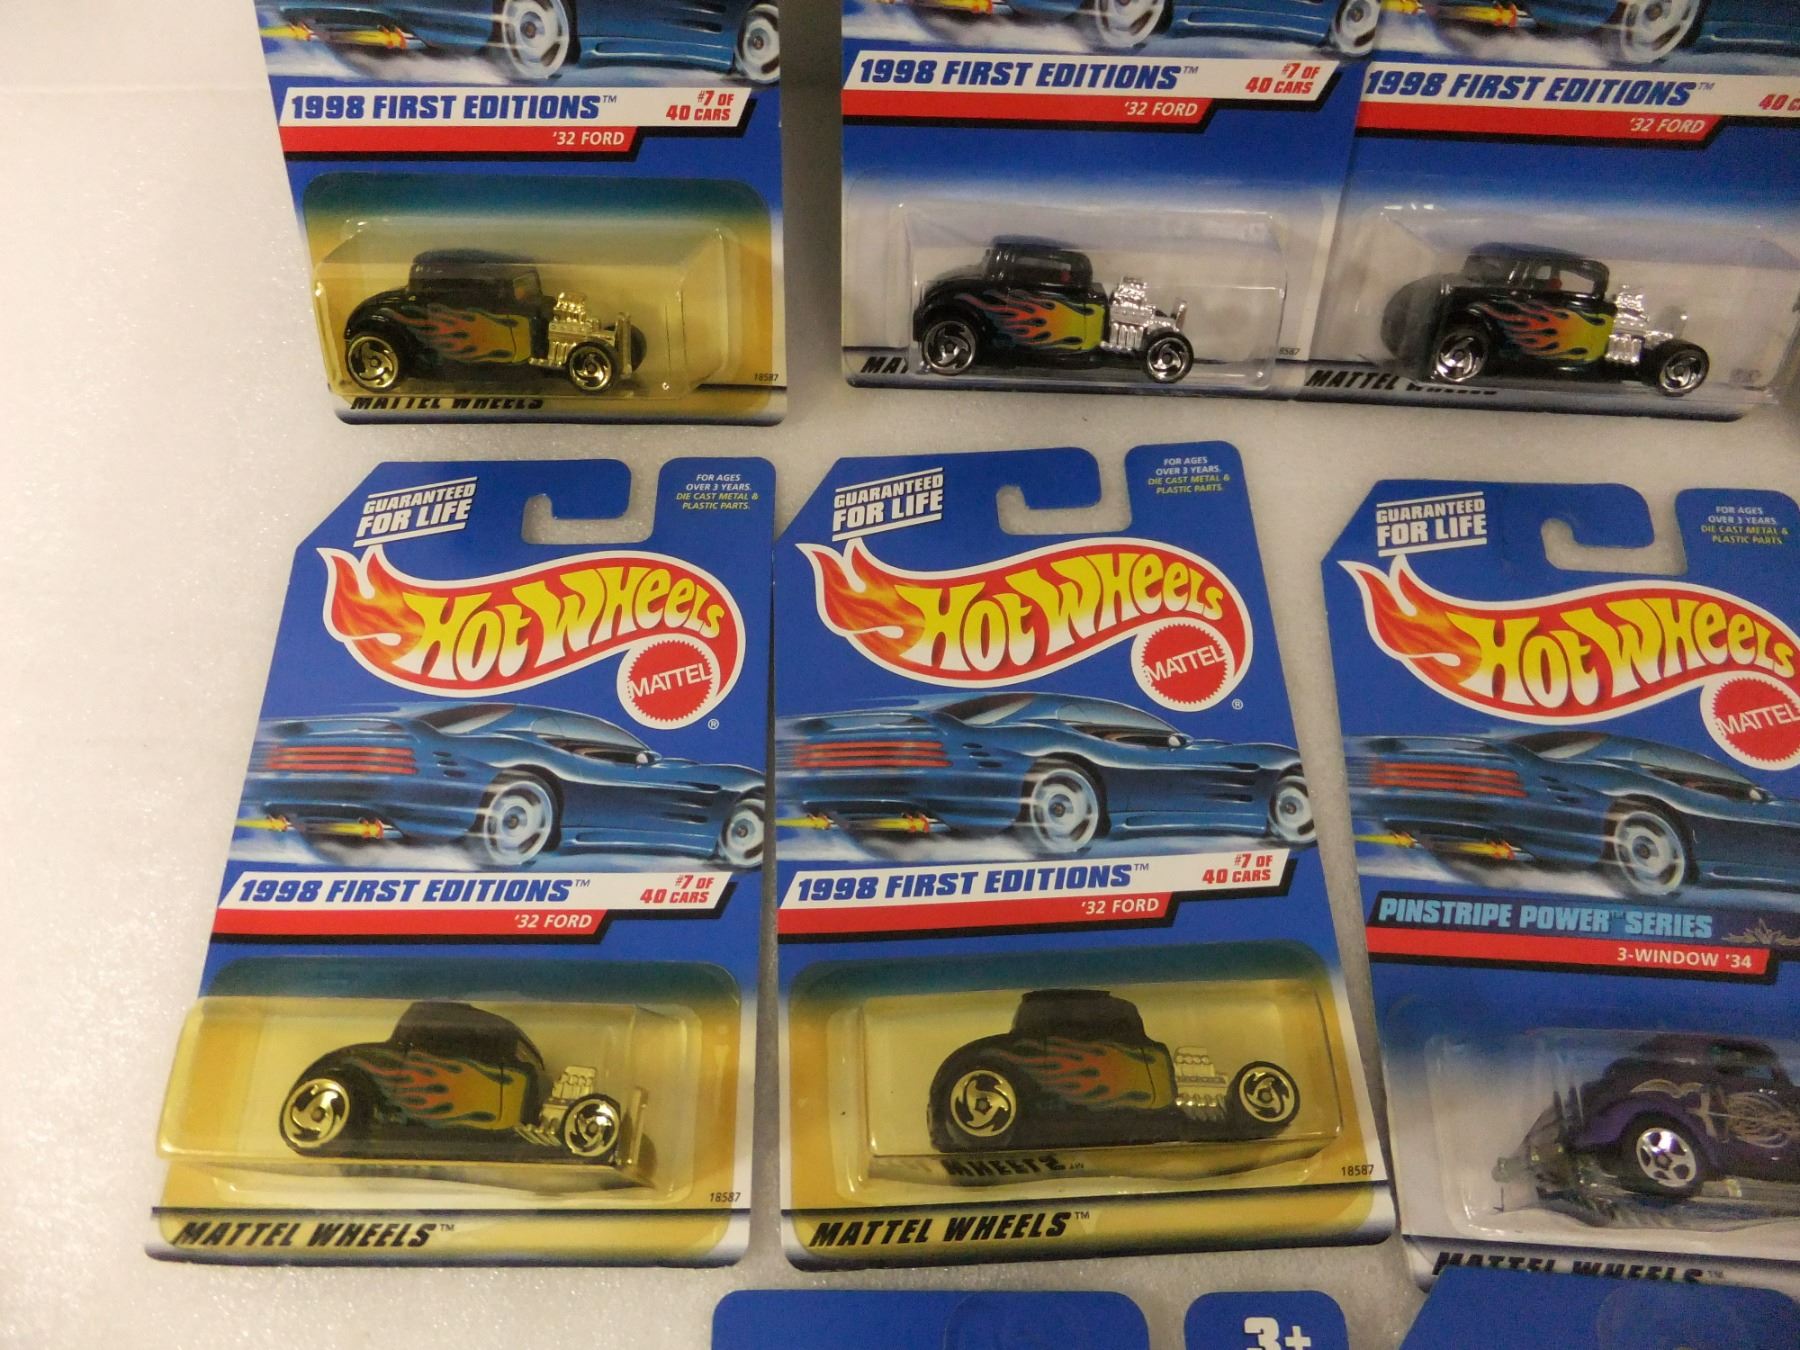 1998 FIRST EDITIONS™
#7 OF
40 CARS
'32 FORD
18587
MATTEL WHEELS
1998 FIRST EDITIONS™
#7 OF
40 CARS
'32 FORD
1998 FIRST EDITIONS™
'32 FORD
MATTEL WHEELS
GUARANTEED
FOR LIFE
FOR AGES
OVER 3 YEARS.
DIE CAST METAL &
PLASTIC PARTS.
HOT WHEELS
MATTEL
®
1998 FIRST EDITIONS™
#7 OF
40 CARS
'32 FORD
18587
MATTEL WHEELS™
GUARANTEED
FOR LIFE
FOR AGES
OVER 3 YEARS.
DIE CAST METAL &
PLASTIC PARTS.
HOT WHEELS
MATTEL
®
1998 FIRST EDITIONS™
#7 OF
40 CARS
'32 FORD
18587
MATTEL WHEELS™
GUARANTEED
FOR LIFE
FOR AGES
OVER 3 YEARS.
DIE CAST METAL &
PLASTIC PARTS.
HOT WHEELS
MATTEL
PINSTRIPE POWER™ SERIES
3-WINDOW '34
MATTEL WHEELS™
3+